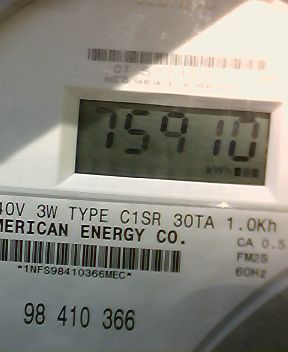 75910
kWh
40V 3W TYPE C1SR 30TA 1.0Kh
MERICAN ENERGY CO.
CA 0.5
*1NFS98410366MEC*
FM2S
60Hz
98 410 366